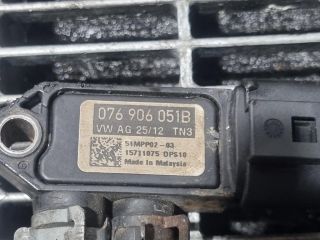 076 906 051B
VW AG 25/12 TN3
51MPP02-03
15711075 DPS10
Made in Malaysia